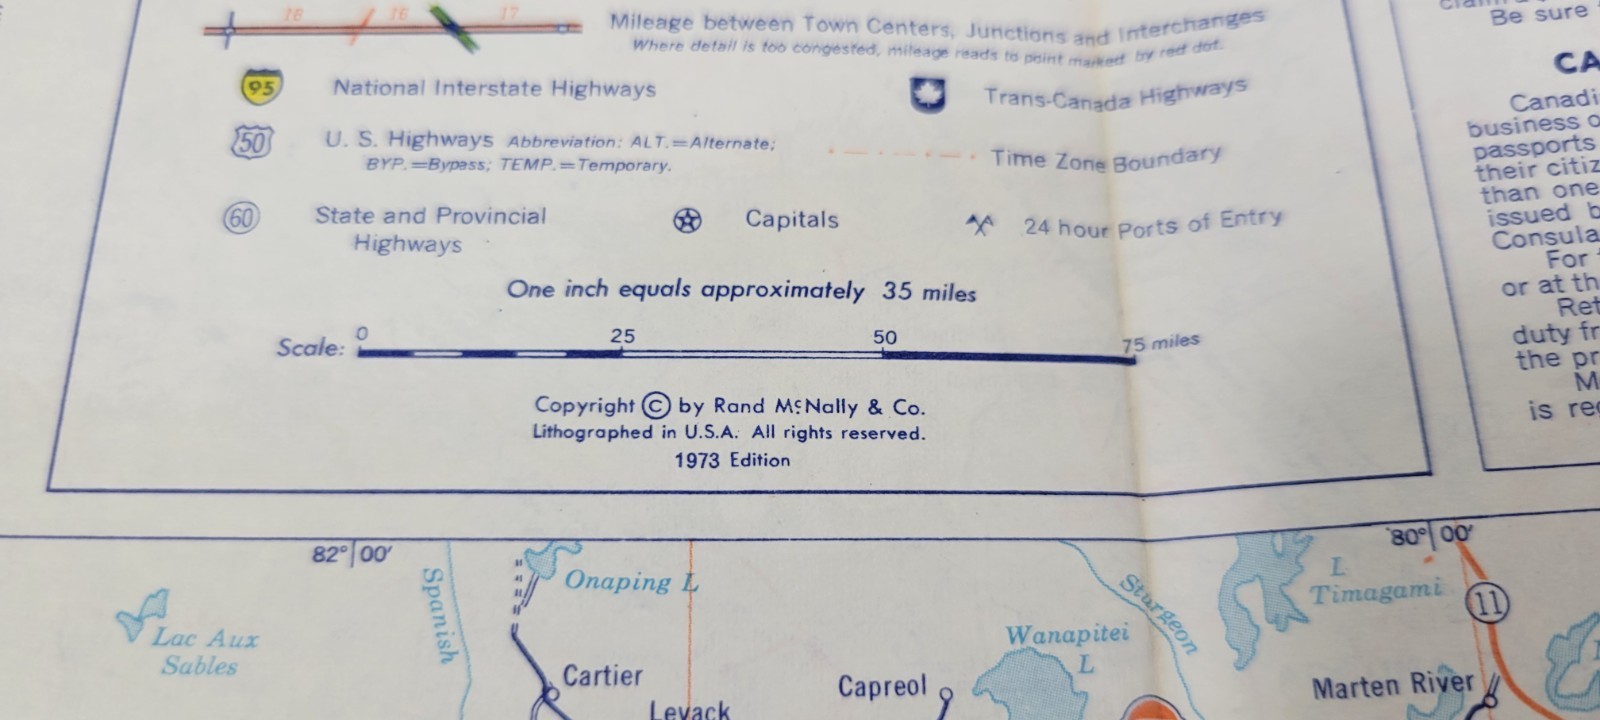 18 16 17
Mileage between Town Centers, Junctions and Interchanges
Where detail is too congested, mileage reads to point marked by red dot.
95 National Interstate Highways
Trans-Canada Highways
50 U. S. Highways Abbreviation: ALT.=Alternate;
BYP.=Bypass; TEMP.=Temporary.
Time Zone Boundary
60 State and Provincial
Highways
Capitals
24 hour Ports of Entry
One inch equals approximately 35 miles
Scale: 0 25 50 75 miles
Copyright © by Rand McNally & Co.
Lithographed in U.S.A. All rights reserved.
1973 Edition
Be sure
CA
Canadi
business o
passports
their citiz
than one
issued b
Consula
For
or at th
Ret
duty fr
the pr
M
is rec
82° 00′
80° 00′
Spanish
Onaping L
Lac Aux
Sables
Cartier
Levack
Capreol
Wanapitei
L
Sturgeon
L
Timagami
11
Marten River